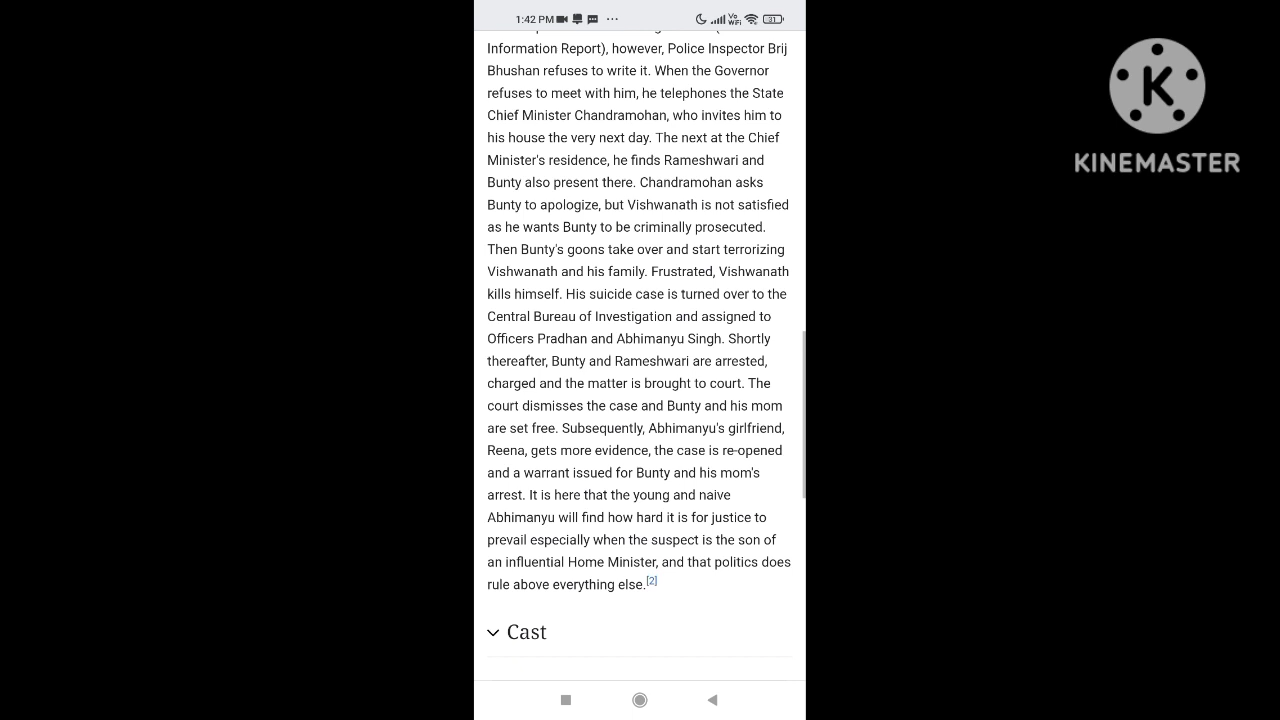 1:42 PM
Vo
WiFi
31
Information Report), however, Police Inspector Brij
Bhushan refuses to write it. When the Governor
refuses to meet with him, he telephones the State
Chief Minister Chandramohan, who invites him to
his house the very next day. The next at the Chief
Minister's residence, he finds Rameshwari and
Bunty also present there. Chandramohan asks
Bunty to apologize, but Vishwanath is not satisfied
as he wants Bunty to be criminally prosecuted.
Then Bunty's goons take over and start terrorizing
Vishwanath and his family. Frustrated, Vishwanath
kills himself. His suicide case is turned over to the
Central Bureau of Investigation and assigned to
Officers Pradhan and Abhimanyu Singh. Shortly
thereafter, Bunty and Rameshwari are arrested,
charged and the matter is brought to court. The
court dismisses the case and Bunty and his mom
are set free. Subsequently, Abhimanyu's girlfriend,
Reena, gets more evidence, the case is re-opened
and a warrant issued for Bunty and his mom's
arrest. It is here that the young and naive
Abhimanyu will find how hard it is for justice to
prevail especially when the suspect is the son of
an influential Home Minister, and that politics does
rule above everything else.[2]
Cast
K
KINEMASTER